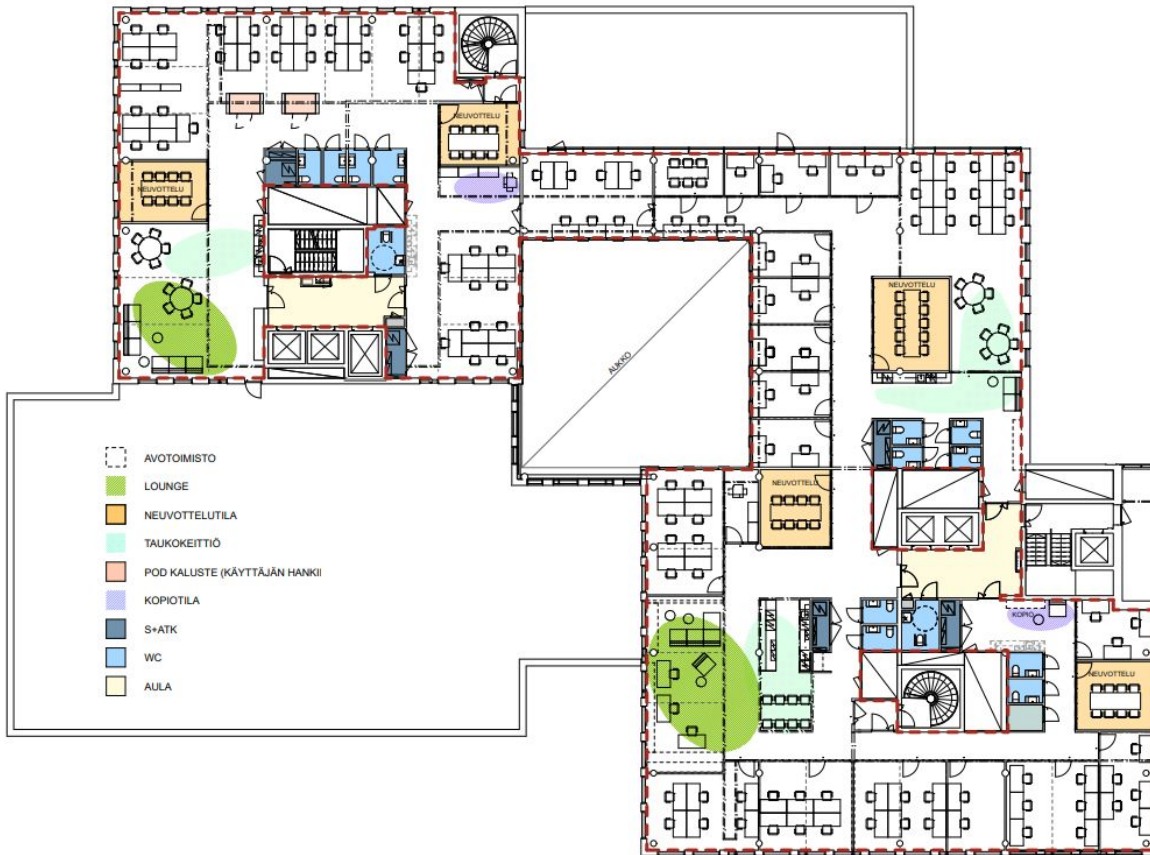 NEUVOTTELU
NEUVOTTELU
NEUVOTTELU
AUKKO
NEUVOTTELU
KOPIO
NEUVOTTELU
AVOTOIMISTO
LOUNGE
NEUVOTTELUTILA
TAUKOKEITTIÖ
POD KALUSTE (KÄYTTÄJÄN HANKII
KOPIOTILA
S+ATK
WC
AULA